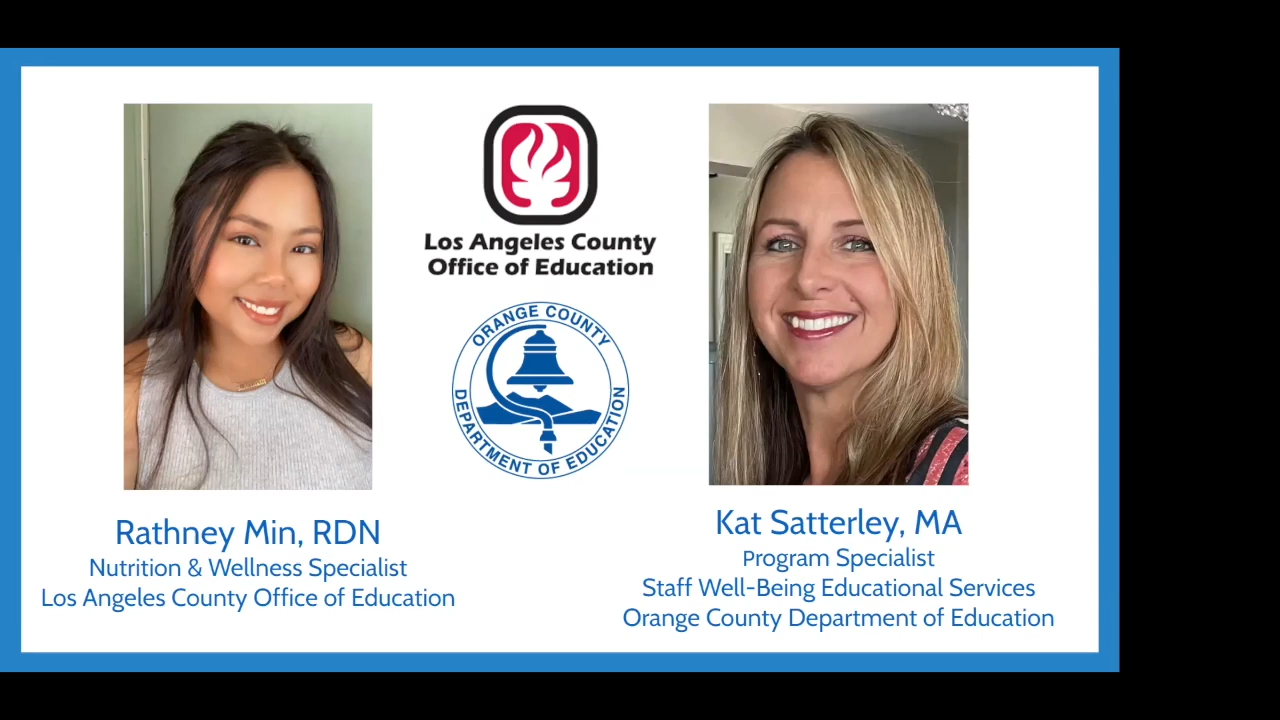 Los Angeles County
Office of Education
ORANGE COUNTY
DEPARTMENT OF EDUCATION
Rathney Min, RDN
Nutrition & Wellness Specialist
Los Angeles County Office of Education
Kat Satterley, MA
Program Specialist
Staff Well-Being Educational Services
Orange County Department of Education